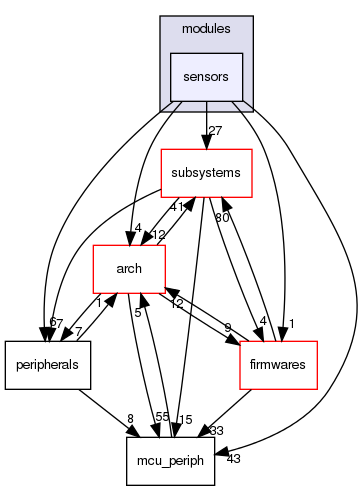 modules
sensors
27
subsystems
4
41
12
80
arch
67
7
1
5
12
9
4
1
peripherals
firmwares
8
55
15
33
43
mcu_periph